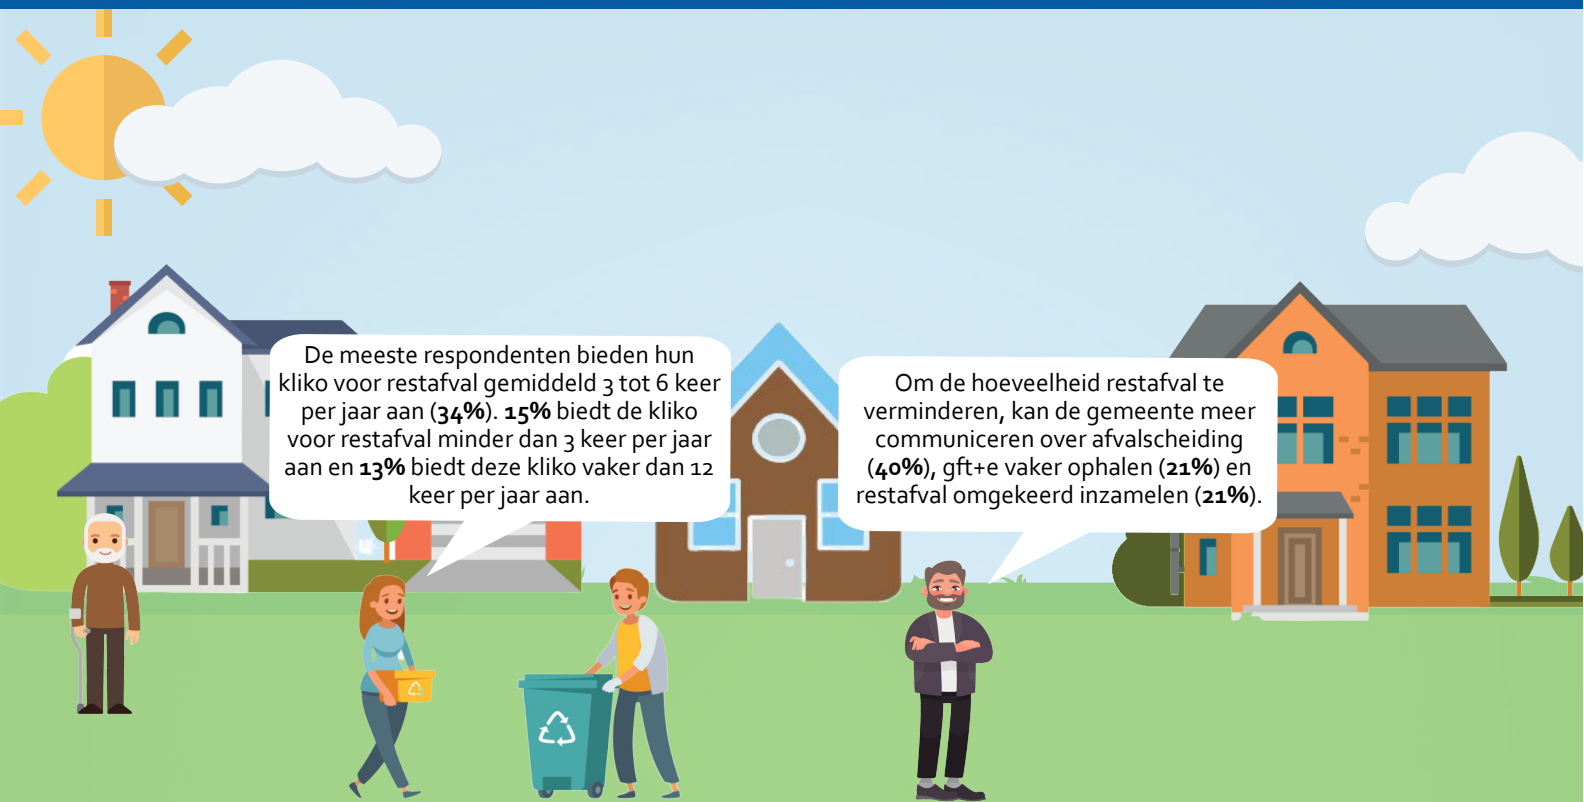 De meeste respondenten bieden hun
kliko voor restafval gemiddeld 3 tot 6 keer
per jaar aan (34%). 15% biedt de kliko
voor restafval minder dan 3 keer per jaar
aan en 13% biedt deze kliko vaker dan 12
keer per jaar aan.
Om de hoeveelheid restafval te
verminderen, kan de gemeente meer
communiceren over afvalscheiding
(40%), gft+e vaker ophalen (21%) en
restafval omgekeerd inzamelen (21%).